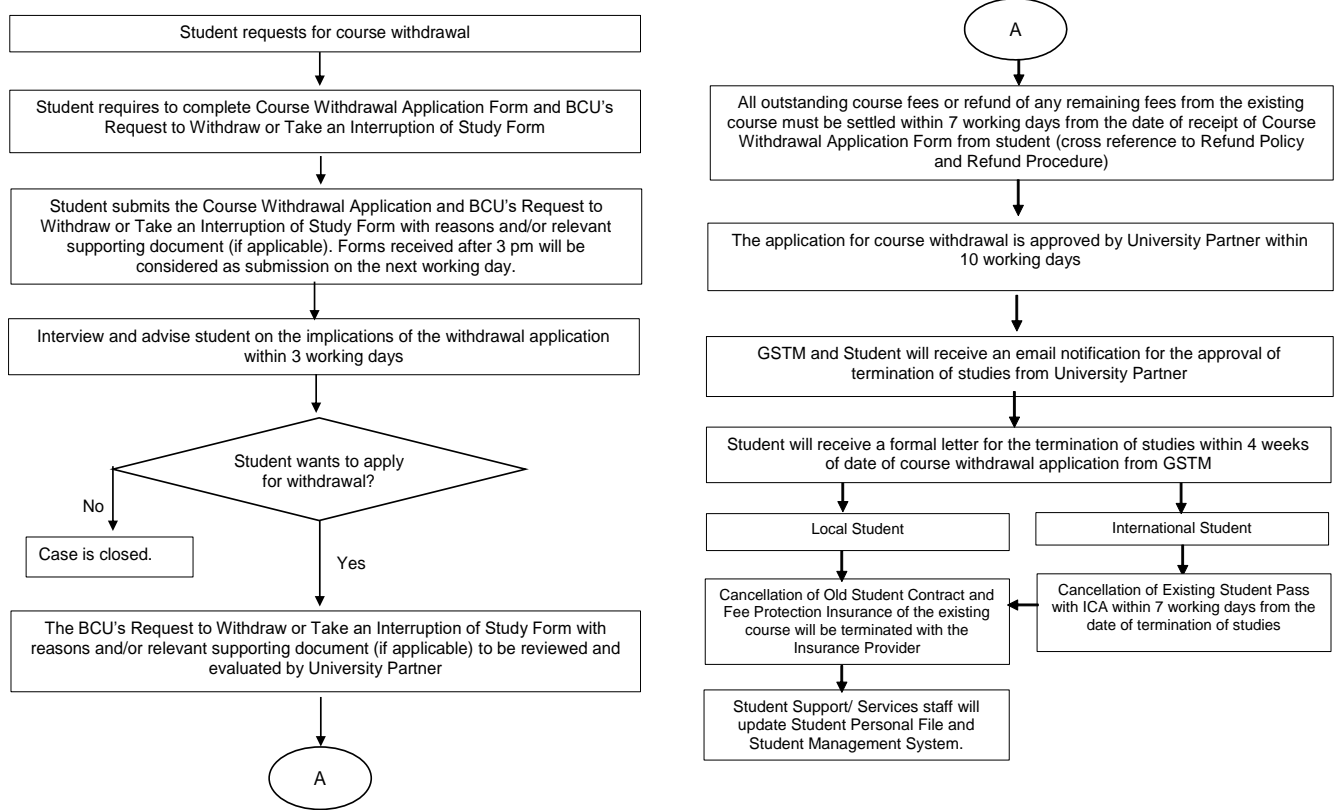 Student requests for course withdrawal
Student requires to complete Course Withdrawal Application Form and BCU's
Request to Withdraw or Take an Interruption of Study Form
Student submits the Course Withdrawal Application and BCU's Request to
Withdraw or Take an Interruption of Study Form with reasons and/or relevant
supporting document (if applicable). Forms received after 3 pm will be
considered as submission on the next working day.
Interview and advise student on the implications of the withdrawal application
within 3 working days
Student wants to apply
for withdrawal?
No
Case is closed.
Yes
The BCU's Request to Withdraw or Take an Interruption of Study Form with
reasons and/or relevant supporting document (if applicable) to be reviewed and
evaluated by University Partner
A
A
All outstanding course fees or refund of any remaining fees from the existing
course must be settled within 7 working days from the date of receipt of Course
Withdrawal Application Form from student (cross reference to Refund Policy
and Refund Procedure)
The application for course withdrawal is approved by University Partner within
10 working days
GSTM and Student will receive an email notification for the approval of
termination of studies from University Partner
Student will receive a formal letter for the termination of studies within 4 weeks
of date of course withdrawal application from GSTM
Local Student
International Student
Cancellation of Old Student Contract and
Fee Protection Insurance of the existing
course will be terminated with the
Insurance Provider
Cancellation of Existing Student Pass
with ICA within 7 working days from the
date of termination of studies
Student Support/ Services staff will
update Student Personal File and
Student Management System.